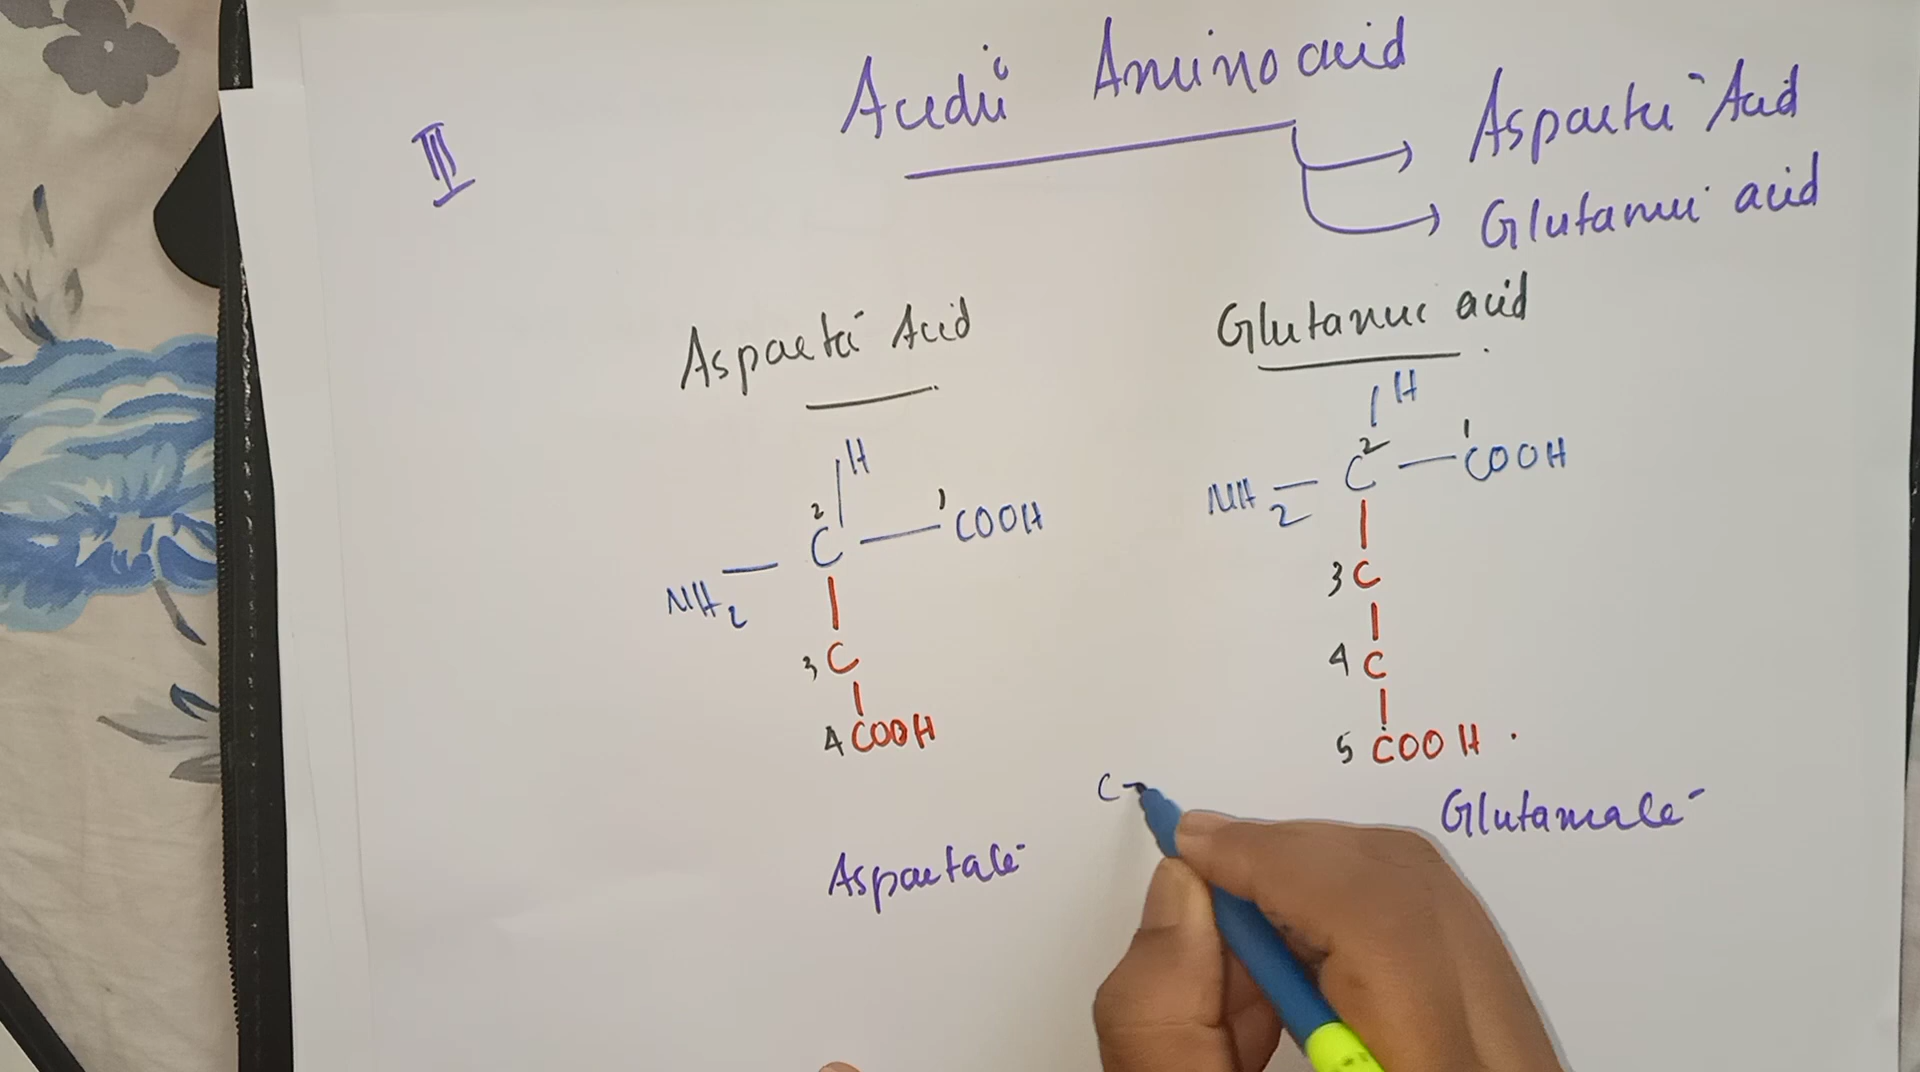 III
Acidic Amino acid
Aspartic Acid
Glutamic acid
Aspartic Acid
H
2
C — 1 COOH
NH2 —
3 C
4 COOH
Aspartate
Glutamic acid
H
2
NH2 — C — 1 COOH
3 C
4 C
5 COOH
Glutamate
C-